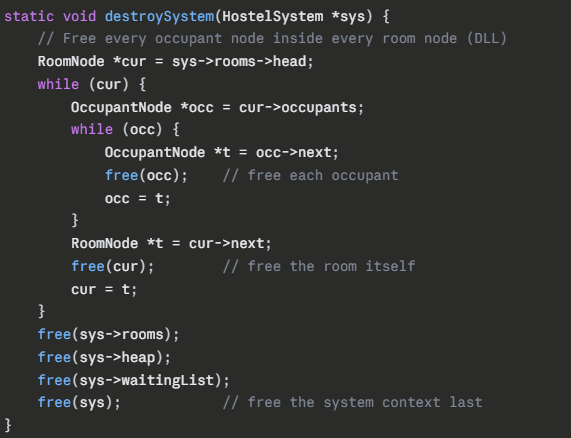 static void destroySystem(HostelSystem *sys) {
    // Free every occupant node inside every room node (DLL)
    RoomNode *cur = sys->rooms->head;
    while (cur) {
        OccupantNode *occ = cur->occupants;
        while (occ) {
            OccupantNode *t = occ->next;
            free(occ);    // free each occupant
            occ = t;
        }
        RoomNode *t = cur->next;
        free(cur);        // free the room itself
        cur = t;
    }
    free(sys->rooms);
    free(sys->heap);
    free(sys->waitingList);
    free(sys);            // free the system context last
}